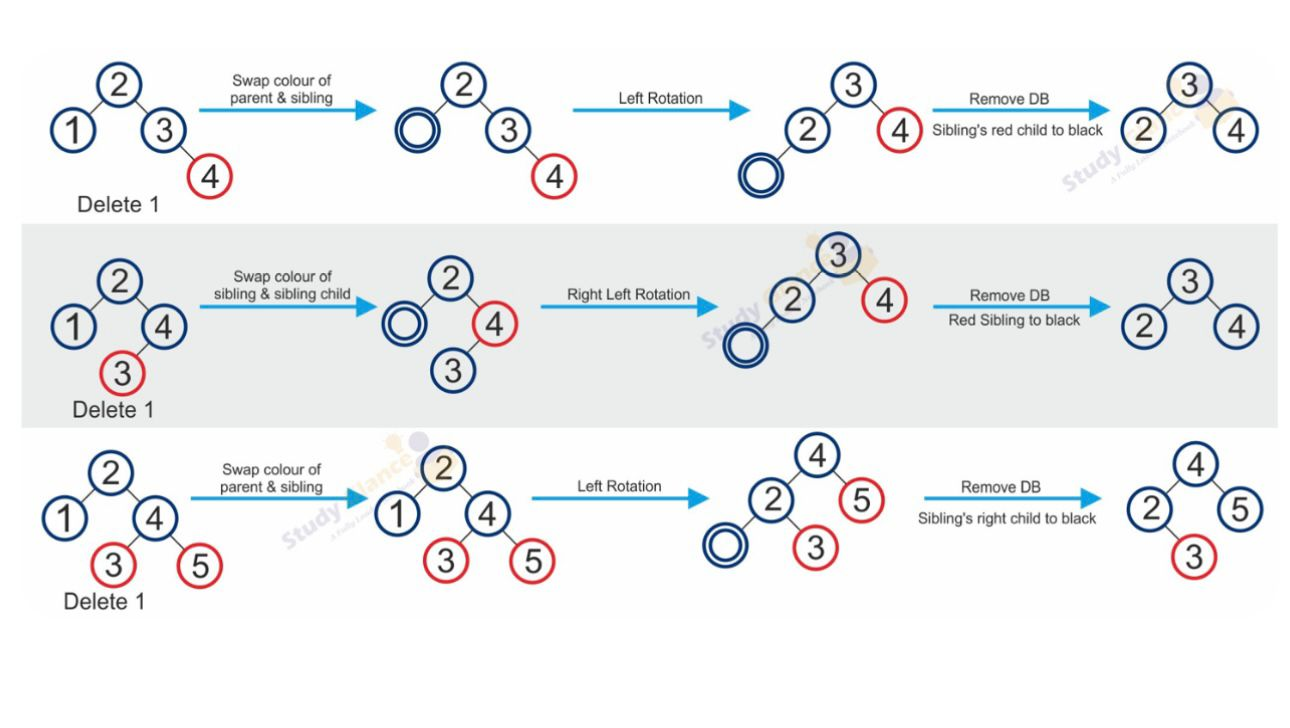 2
1
3
4
Delete 1
Swap colour of
parent & sibling
2
3
4
Left Rotation
3
2
4
Remove DB
Sibling's red child to black
3
2
4
Study
2
1
4
3
Delete 1
Swap colour of
sibling & sibling child
2
4
3
Right Left Rotation
3
2
4
Study
Remove DB
Red Sibling to black
3
2
4
2
1
4
3
5
Delete 1
Swap colour of
parent & sibling
2
1
4
3
5
Study
Left Rotation
4
2
5
3
Remove DB
Sibling's right child to black
4
2
5
3